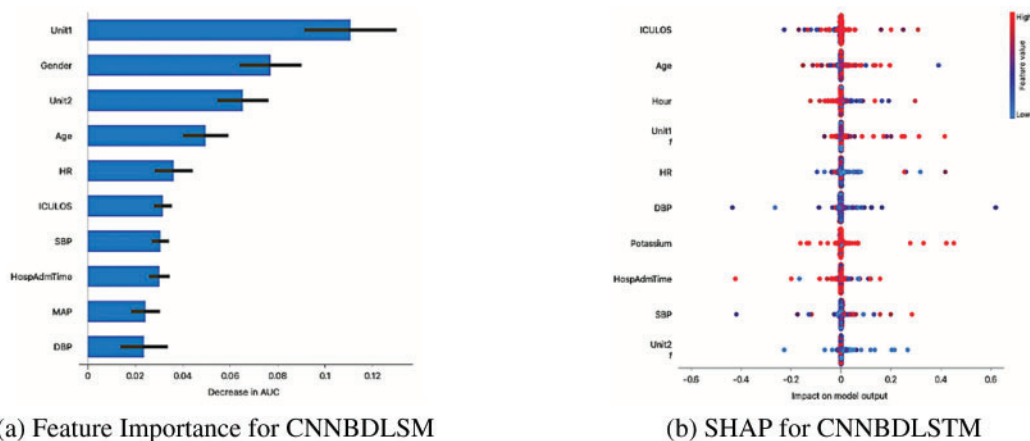 Unit1
Gender
Unit2
Age
HR
ICULOS
SBP
HospAdmTime
MAP
DBP
0 0.02 0.04 0.06 0.08 0.1 0.12
Decrease in AUC
(a) Feature Importance for CNNBDLSM
High
ICULOS
Age
Hour
Unit1
f
HR
DBP
Potassium
HospAdmTime
SBP
Unit2
f
Feature value
Low
-0.6 -0.4 -0.2 0 0.2 0.4 0.6
Impact on model output
(b) SHAP for CNNBDLSTM